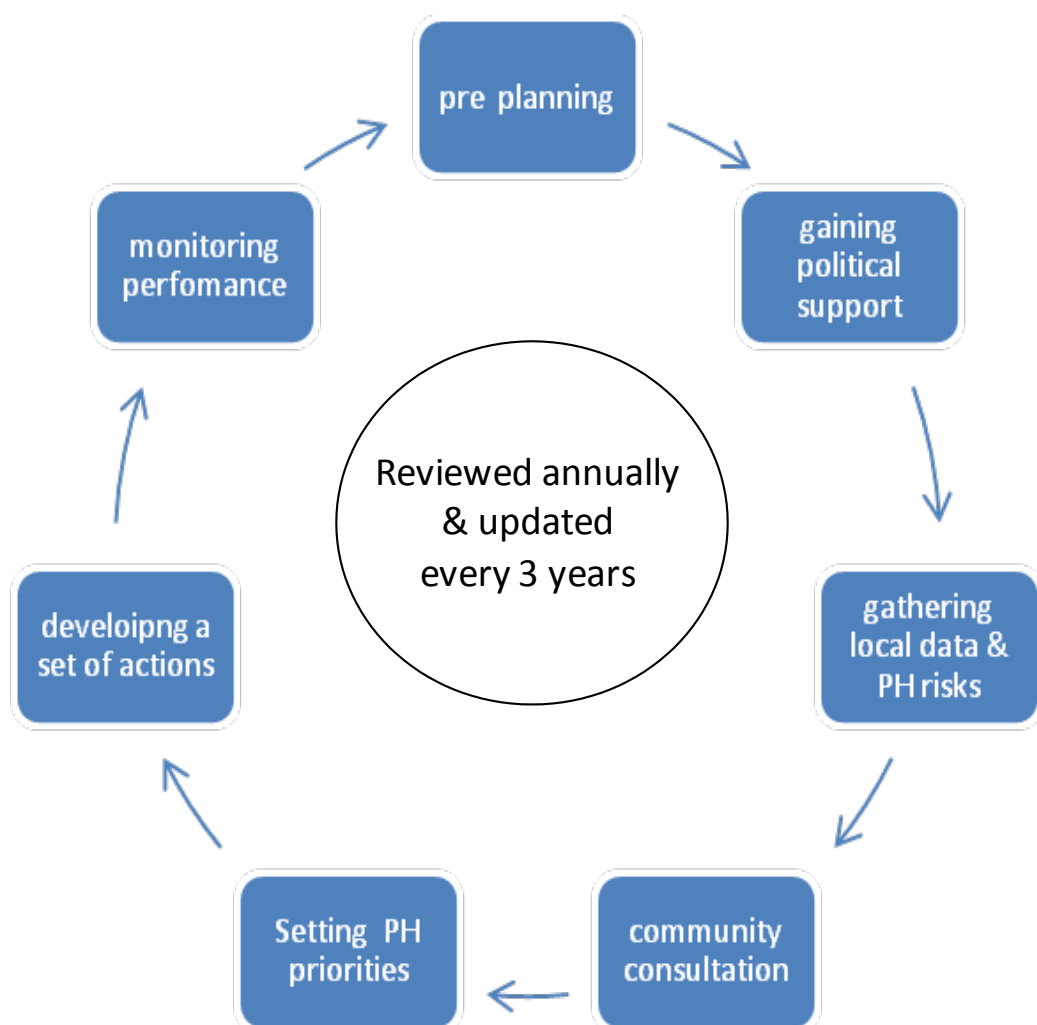 pre planning
gaining
political
support
gathering
local data &
PH risks
community
consultation
Setting PH
priorities
develoipng a
set of actions
monitoring
perfomance
Reviewed annually
& updated
every 3 years